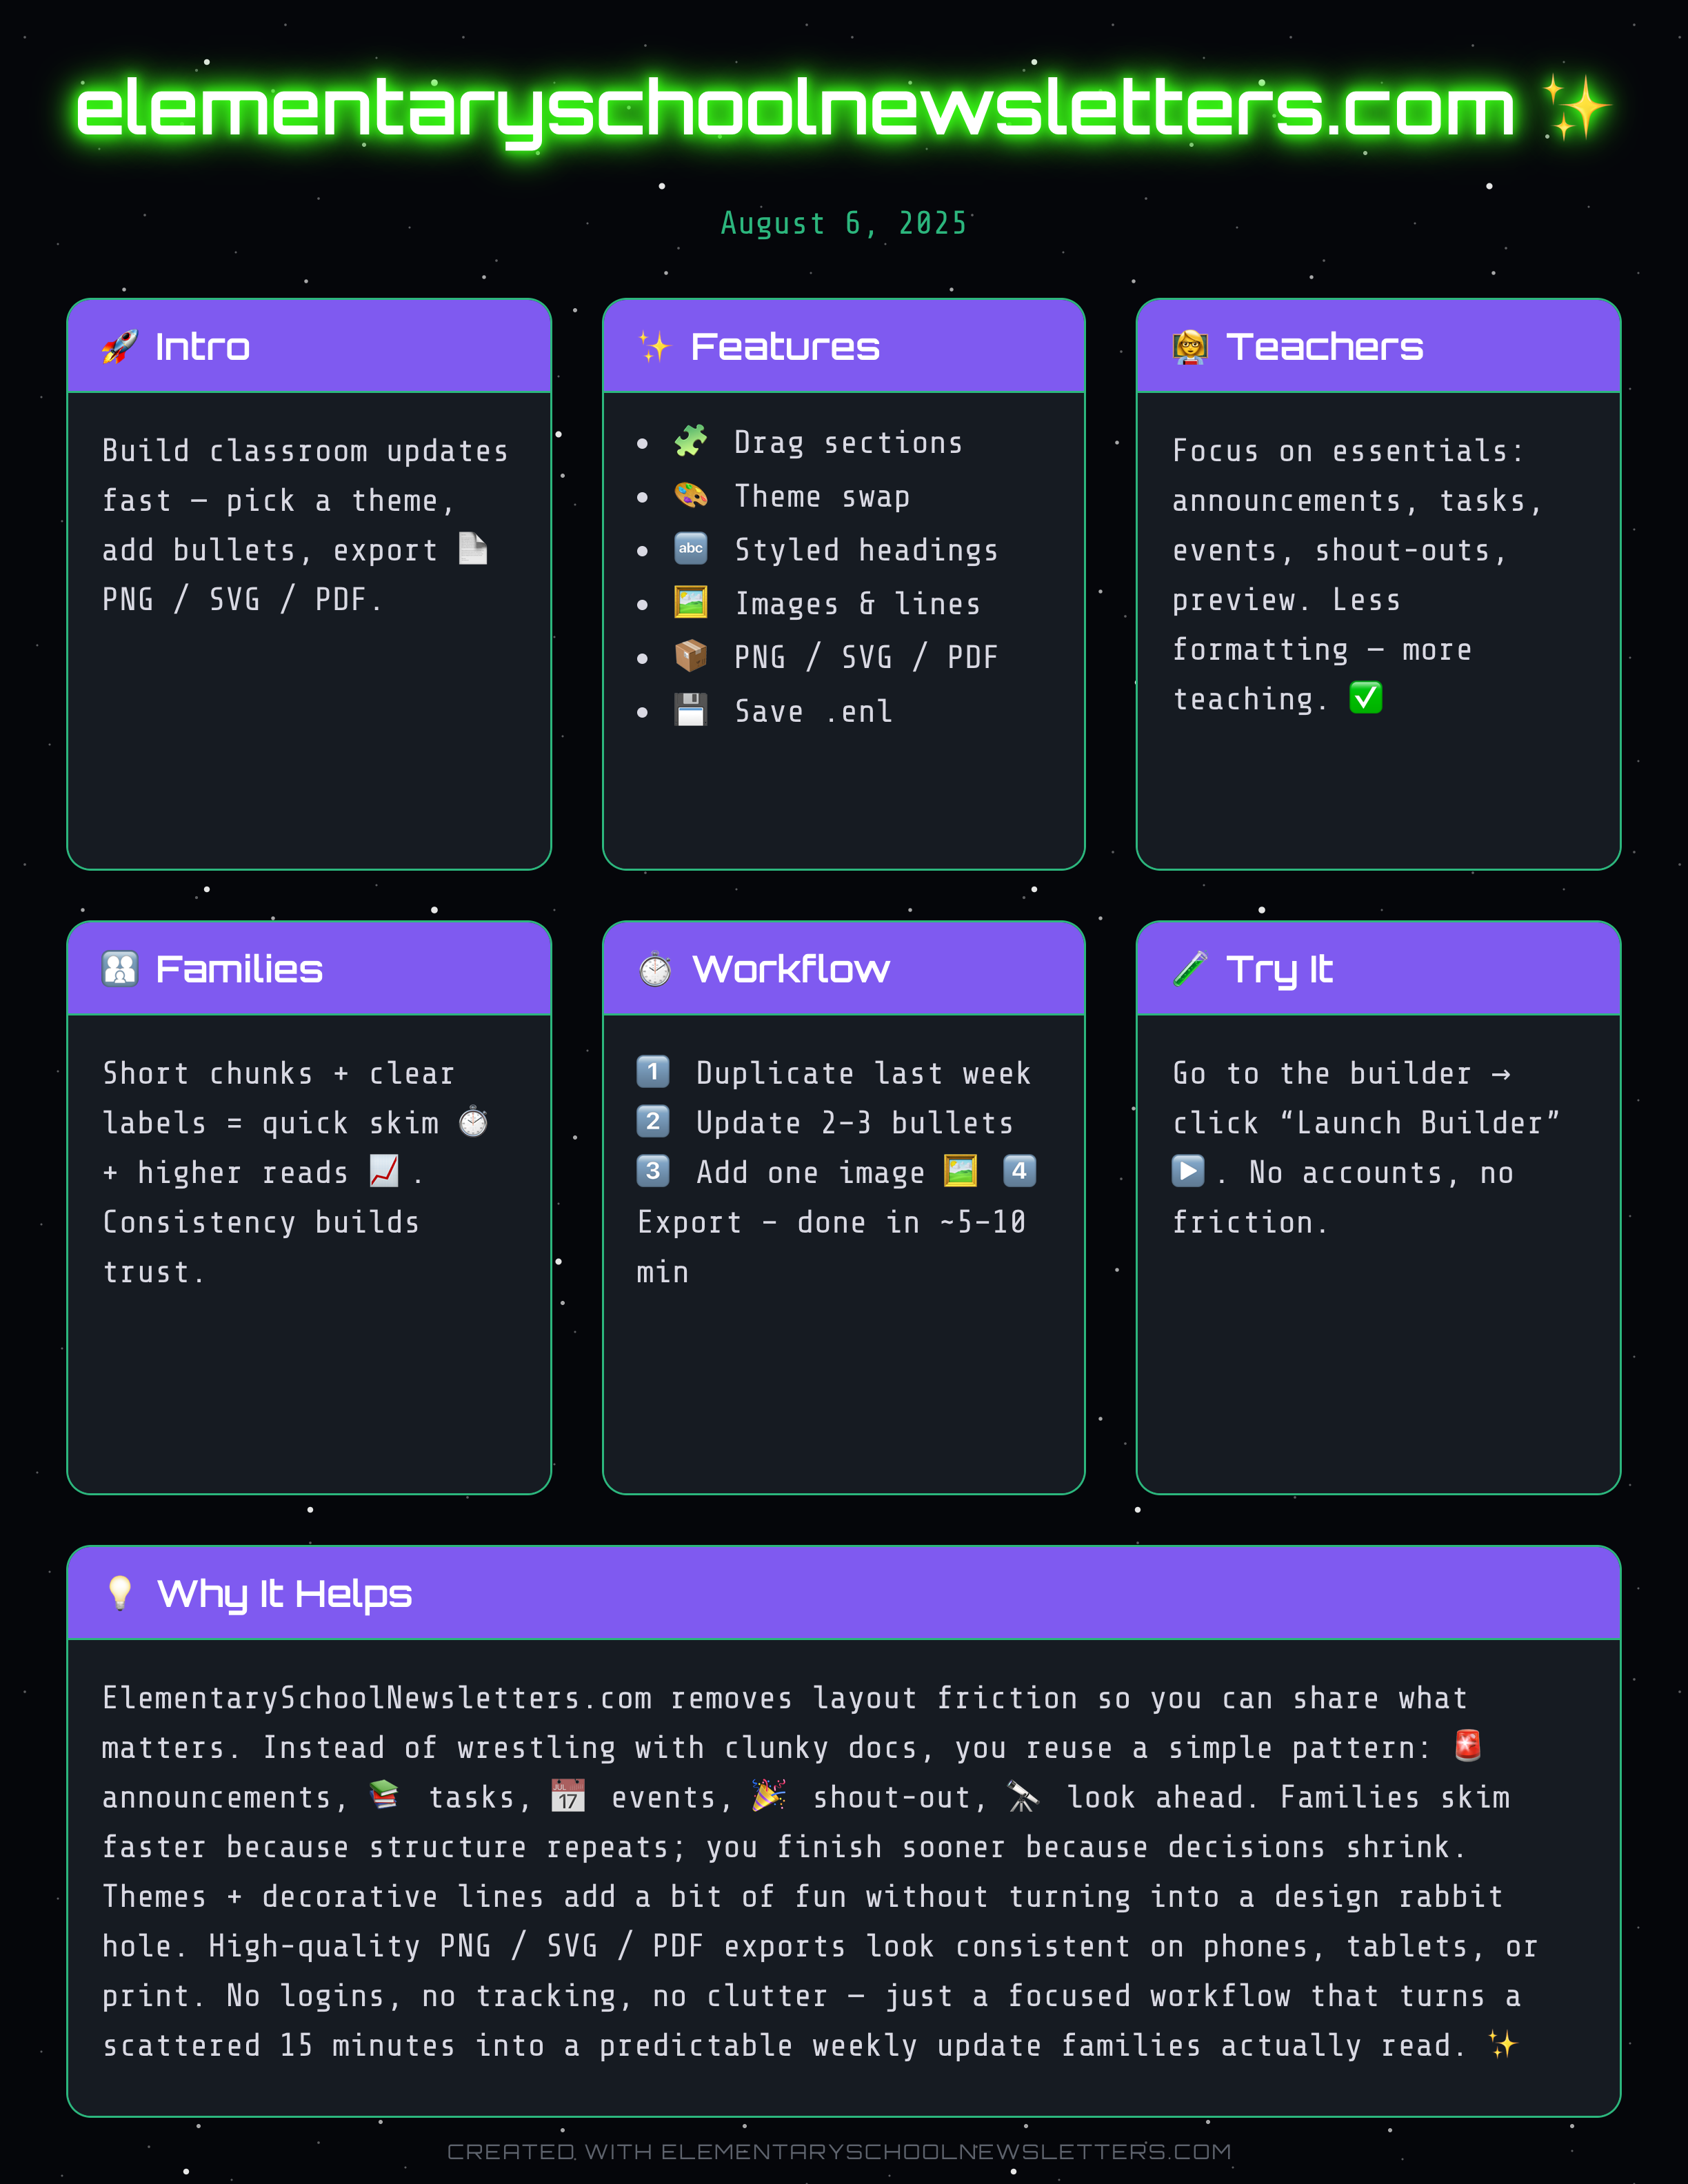 elementaryschoolnewsletters.com ✨
August 6, 2025
🚀 Intro
Build classroom updates
fast — pick a theme,
add bullets, export 📄
PNG / SVG / PDF.
✨ Features
• 🧩 Drag sections
• 🎨 Theme swap
• 🔤 Styled headings
• 🖼️ Images & lines
• 📦 PNG / SVG / PDF
• 💾 Save .enl
👩‍🏫 Teachers
Focus on essentials:
announcements, tasks,
events, shout-outs,
preview. Less
formatting — more
teaching. ✅
👪 Families
Short chunks + clear
labels = quick skim ⏱️
+ higher reads 📈.
Consistency builds
trust.
⏱️ Workflow
1️⃣ Duplicate last week
2️⃣ Update 2–3 bullets
3️⃣ Add one image 🖼️ 4️⃣
Export – done in ~5–10
min
🧪 Try It
Go to the builder →
click “Launch Builder”
▶️. No accounts, no
friction.
💡 Why It Helps
ElementarySchoolNewsletters.com removes layout friction so you can share what
matters. Instead of wrestling with clunky docs, you reuse a simple pattern: 🚨
announcements, 📚 tasks, 📅 events, 🎉 shout-out, 🔭 look ahead. Families skim
faster because structure repeats; you finish sooner because decisions shrink.
Themes + decorative lines add a bit of fun without turning into a design rabbit
hole. High-quality PNG / SVG / PDF exports look consistent on phones, tablets, or
print. No logins, no tracking, no clutter — just a focused workflow that turns a
scattered 15 minutes into a predictable weekly update families actually read. ✨
CREATED WITH ELEMENTARYSCHOOLNEWSLETTERS.COM